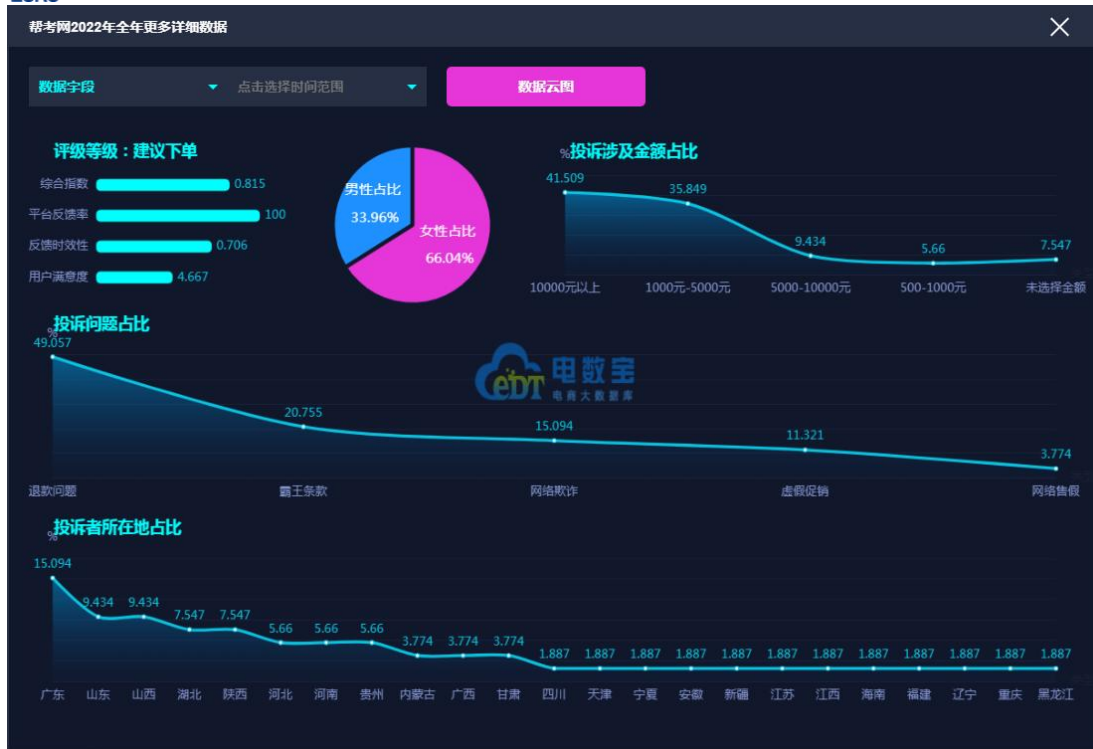 帮考网2022年全年更多详细数据
数据字段
点击选择时间范围
数据云图
评级等级：建议下单
综合指数 0.815
平台反馈率 100
反馈时效性 0.706
用户满意度 4.667
男性占比
33.96%
女性占比
66.04%
%
投诉涉及金额占比
41.509 35.849 9.434 5.66 7.547
10000元以上 1000元-5000元 5000-10000元 500-1000元 未选择金额
投诉问题占比
%
49.057 20.755 15.094 11.321 3.774
电数宝
eDT
电商大数据库
退款问题 霸王条款 网络欺诈 虚假促销 网络售假
投诉者所在地占比
%
15.094 9.434 9.434 7.547 7.547 5.66 5.66 5.66 3.774 3.774 3.774 1.887 1.887 1.887 1.887 1.887 1.887 1.887 1.887 1.887 1.887 1.887 1.887
广东 山东 山西 湖北 陕西 河北 河南 贵州 内蒙古 广西 甘肃 四川 天津 宁夏 安徽 新疆 江苏 江西 海南 福建 辽宁 重庆 黑龙江